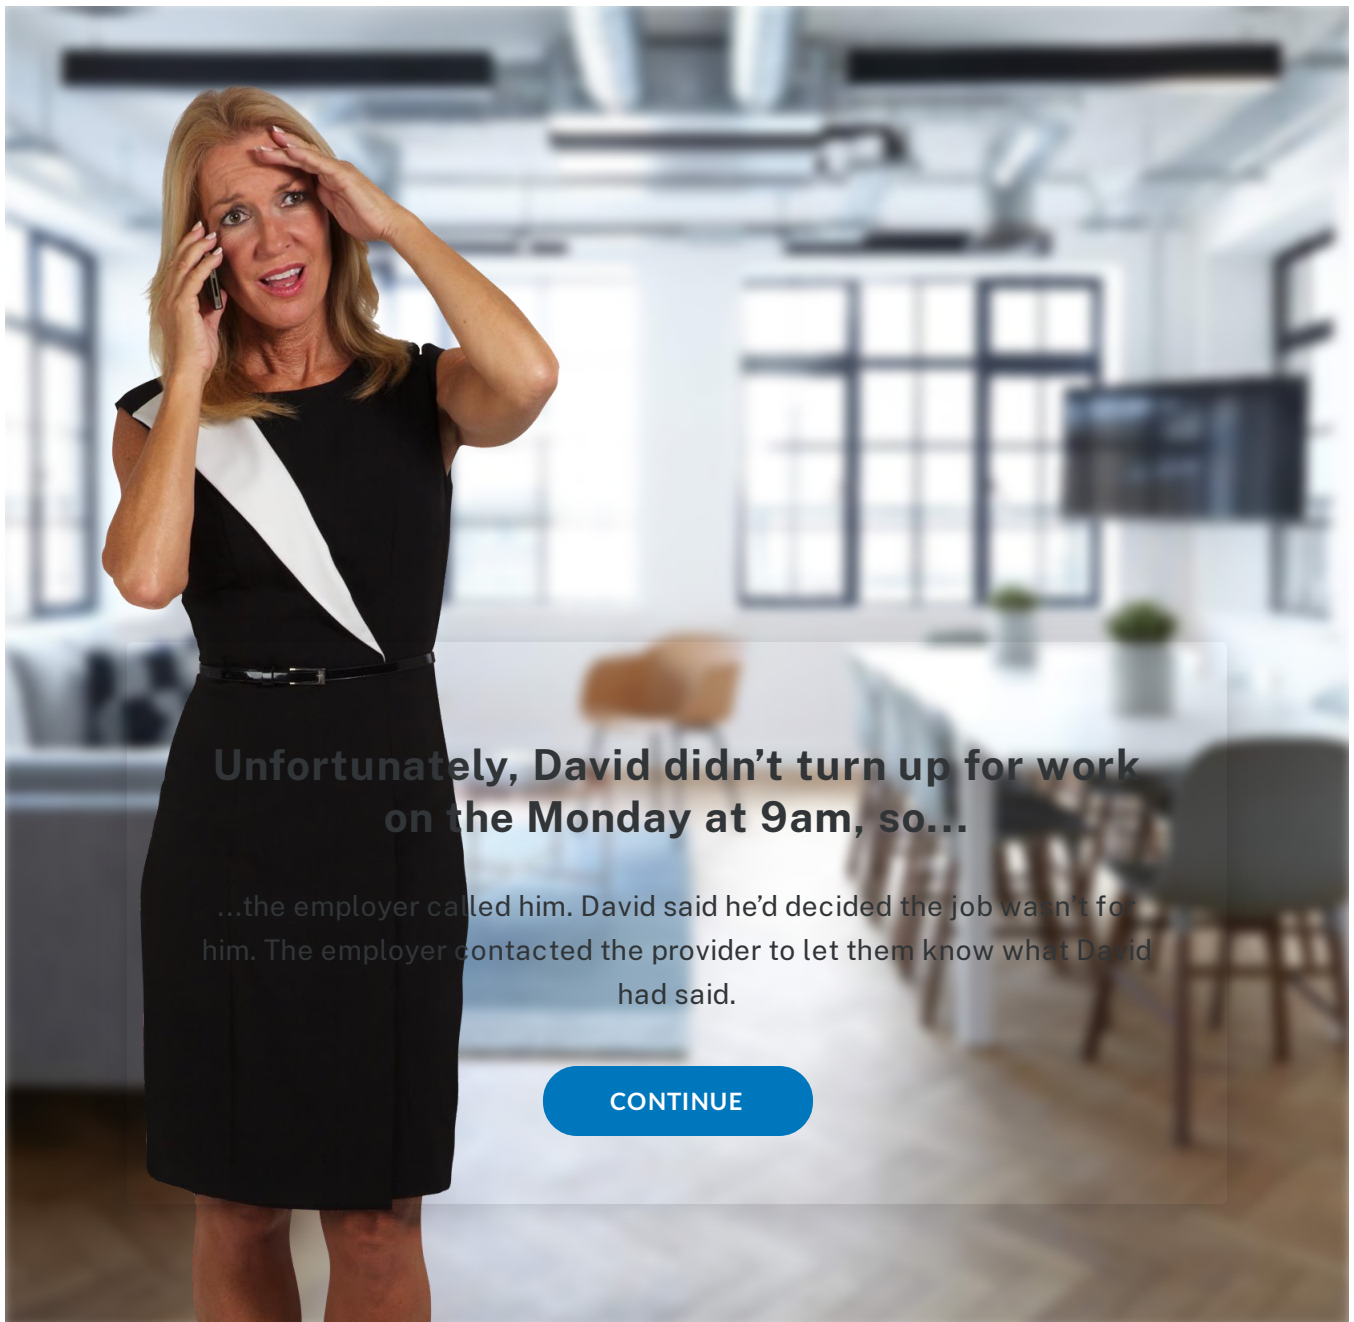 Unfortunately, David didn’t turn up for work
on the Monday at 9am, so...
...the employer called him. David said he’d decided the job wasn’t for
him. The employer contacted the provider to let them know what David
had said.
CONTINUE